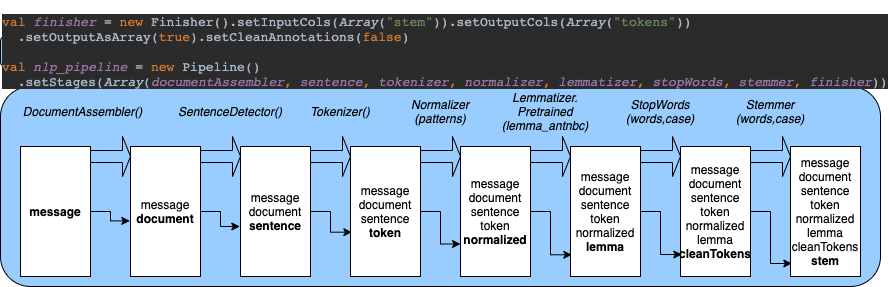 val finisher = new Finisher().setInputCols(Array("stem")).setOutputCols(Array("tokens"))
.setOutputAsArray(true).setCleanAnnotations(false)
val nlp_pipeline = new Pipeline()
.setStages(Array(documentAssembler, sentence, tokenizer, normalizer, lemmatizer, stopWords, stemmer, finisher))
DocumentAssembler()
SentenceDetector()
Tokenizer()
Normalizer
(patterns)
Lemmatizer.
Pretrained
(lemma_antnbc)
StopWords
(words,case)
Stemmer
(words,case)
message
message
document
message
document
sentence
message
document
sentence
token
message
document
sentence
token
normalized
message
document
sentence
token
normalized
lemma
message
document
sentence
token
normalized
lemma
cleanTokens
message
document
sentence
token
normalized
lemma
cleanTokens
stem